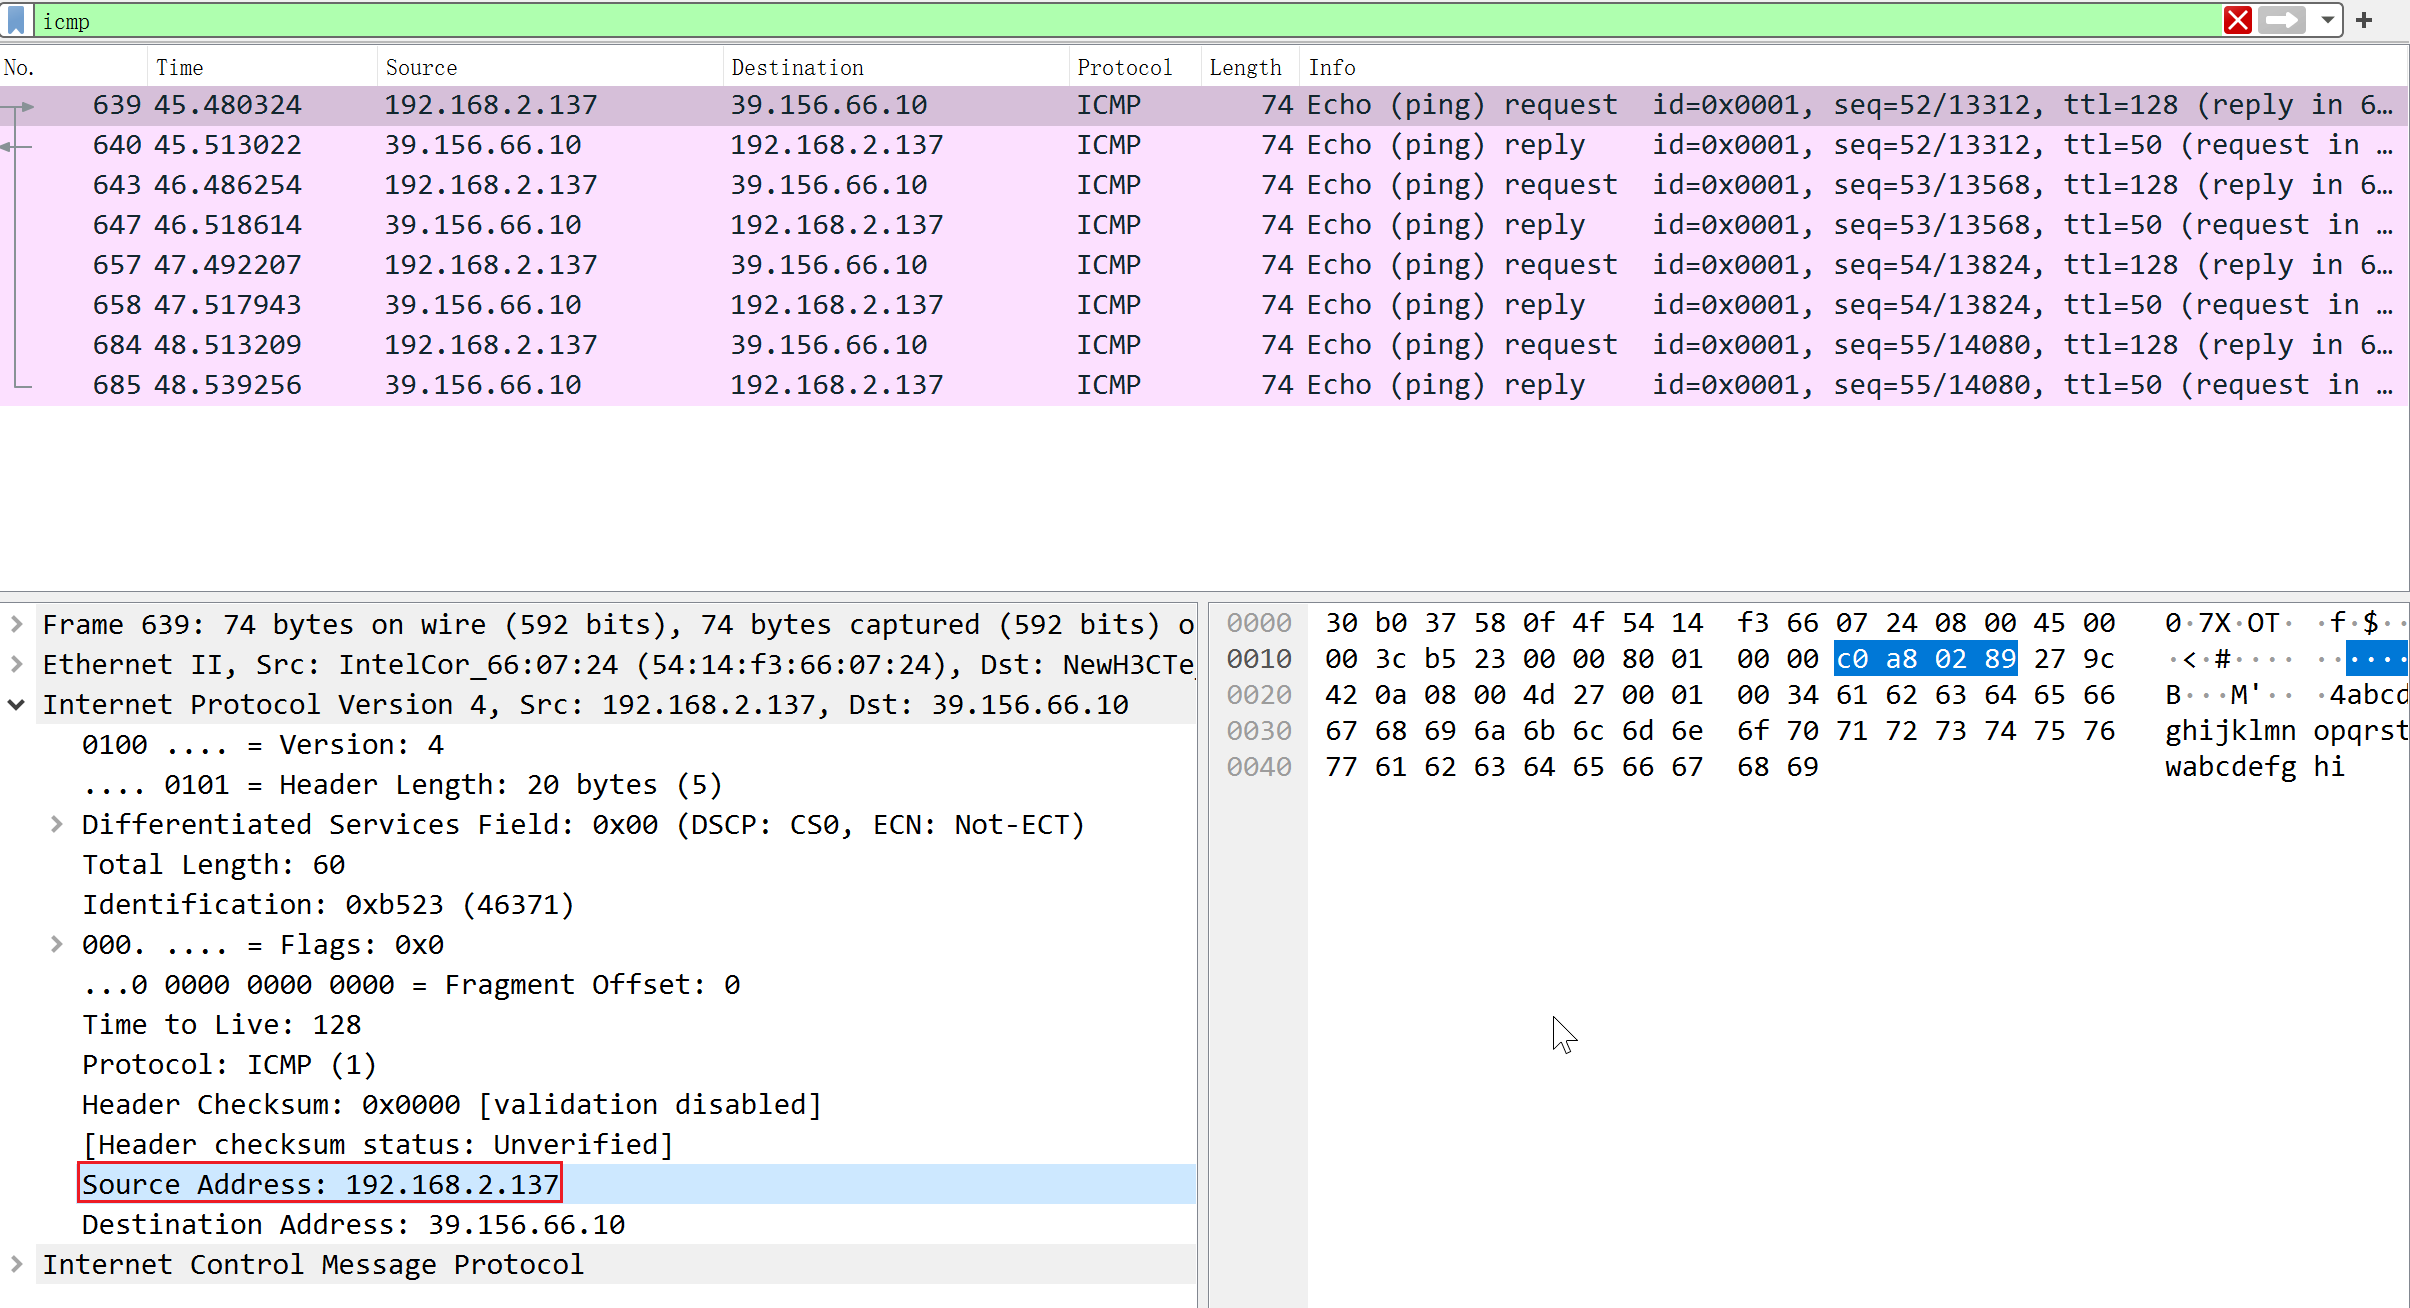 icmp
No. Time Source Destination Protocol Length Info
639 45.480324 192.168.2.137 39.156.66.10 ICMP 74 Echo (ping) request id=0x0001, seq=52/13312, ttl=128 (reply in 6…
640 45.513022 39.156.66.10 192.168.2.137 ICMP 74 Echo (ping) reply id=0x0001, seq=52/13312, ttl=50 (request in …
643 46.486254 192.168.2.137 39.156.66.10 ICMP 74 Echo (ping) request id=0x0001, seq=53/13568, ttl=128 (reply in 6…
647 46.518614 39.156.66.10 192.168.2.137 ICMP 74 Echo (ping) reply id=0x0001, seq=53/13568, ttl=50 (request in …
657 47.492207 192.168.2.137 39.156.66.10 ICMP 74 Echo (ping) request id=0x0001, seq=54/13824, ttl=128 (reply in 6…
658 47.517943 39.156.66.10 192.168.2.137 ICMP 74 Echo (ping) reply id=0x0001, seq=54/13824, ttl=50 (request in …
684 48.513209 192.168.2.137 39.156.66.10 ICMP 74 Echo (ping) request id=0x0001, seq=55/14080, ttl=128 (reply in 6…
685 48.539256 39.156.66.10 192.168.2.137 ICMP 74 Echo (ping) reply id=0x0001, seq=55/14080, ttl=50 (request in …
Frame 639: 74 bytes on wire (592 bits), 74 bytes captured (592 bits) o
Ethernet II, Src: IntelCor_66:07:24 (54:14:f3:66:07:24), Dst: NewH3CTe_
Internet Protocol Version 4, Src: 192.168.2.137, Dst: 39.156.66.10
0100 .... = Version: 4
.... 0101 = Header Length: 20 bytes (5)
Differentiated Services Field: 0x00 (DSCP: CS0, ECN: Not-ECT)
Total Length: 60
Identification: 0xb523 (46371)
000. .... = Flags: 0x0
...0 0000 0000 0000 = Fragment Offset: 0
Time to Live: 128
Protocol: ICMP (1)
Header Checksum: 0x0000 [validation disabled]
[Header checksum status: Unverified]
Source Address: 192.168.2.137
Destination Address: 39.156.66.10
Internet Control Message Protocol
0000 30 b0 37 58 0f 4f 54 14 f3 66 07 24 08 00 45 00 0·7X·OT· ·f·$··
0010 00 3c b5 23 00 00 80 01 00 00 c0 a8 02 89 27 9c ·<·#···· ······
0020 42 0a 08 00 4d 27 00 01 00 34 61 62 63 64 65 66 B···M'·· ·4abcd
0030 67 68 69 6a 6b 6c 6d 6e 6f 70 71 72 73 74 75 76 ghijklmn opqrst
0040 77 61 62 63 64 65 66 67 68 69 wabcdefg hi